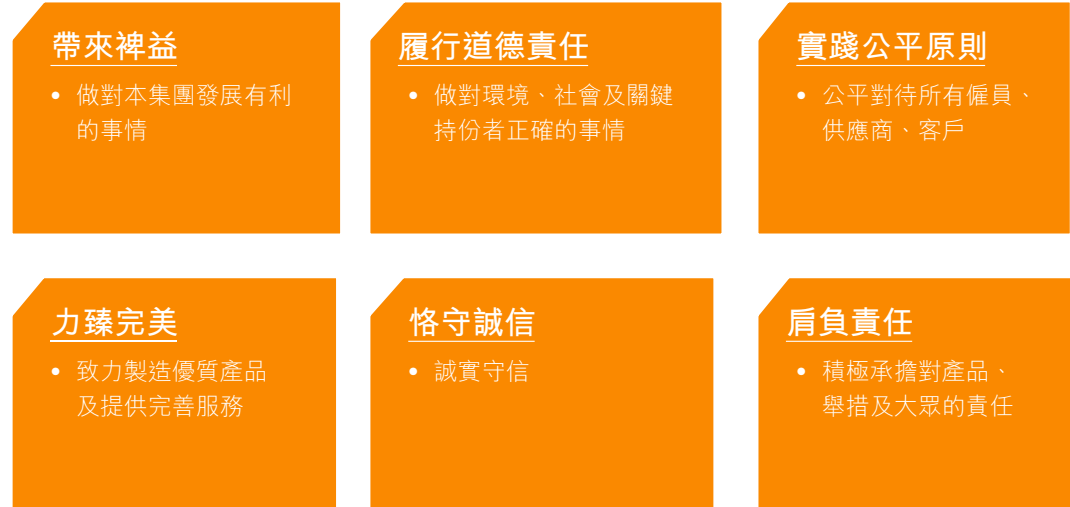 帶來裨益
• 做對本集團發展有利
的事情
履行道德責任
• 做對環境、社會及關鍵
持份者正確的事情
實踐公平原則
• 公平對待所有僱員、
供應商、客戶
力臻完美
• 致力製造優質產品
及提供完善服務
恪守誠信
• 誠實守信
肩負責任
• 積極承擔對產品、
舉措及大眾的責任